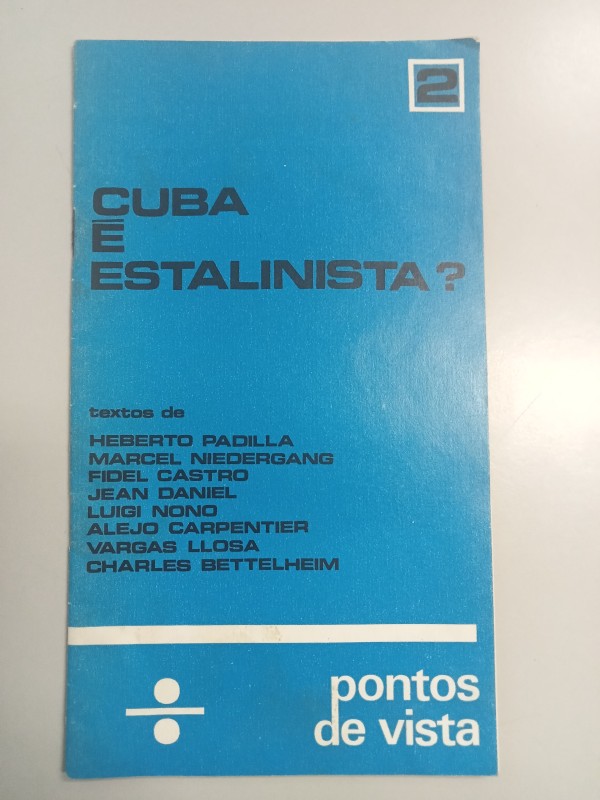 2
CUBA
É
ESTALINISTA?
textos de
HEBERTO PADILLA
MARCEL NIEDERGANG
FIDEL CASTRO
JEAN DANIEL
LUIGI NONO
ALEJO CARPENTIER
VARGAS LLOSA
CHARLES BETTELHEIM
pontos
de vista